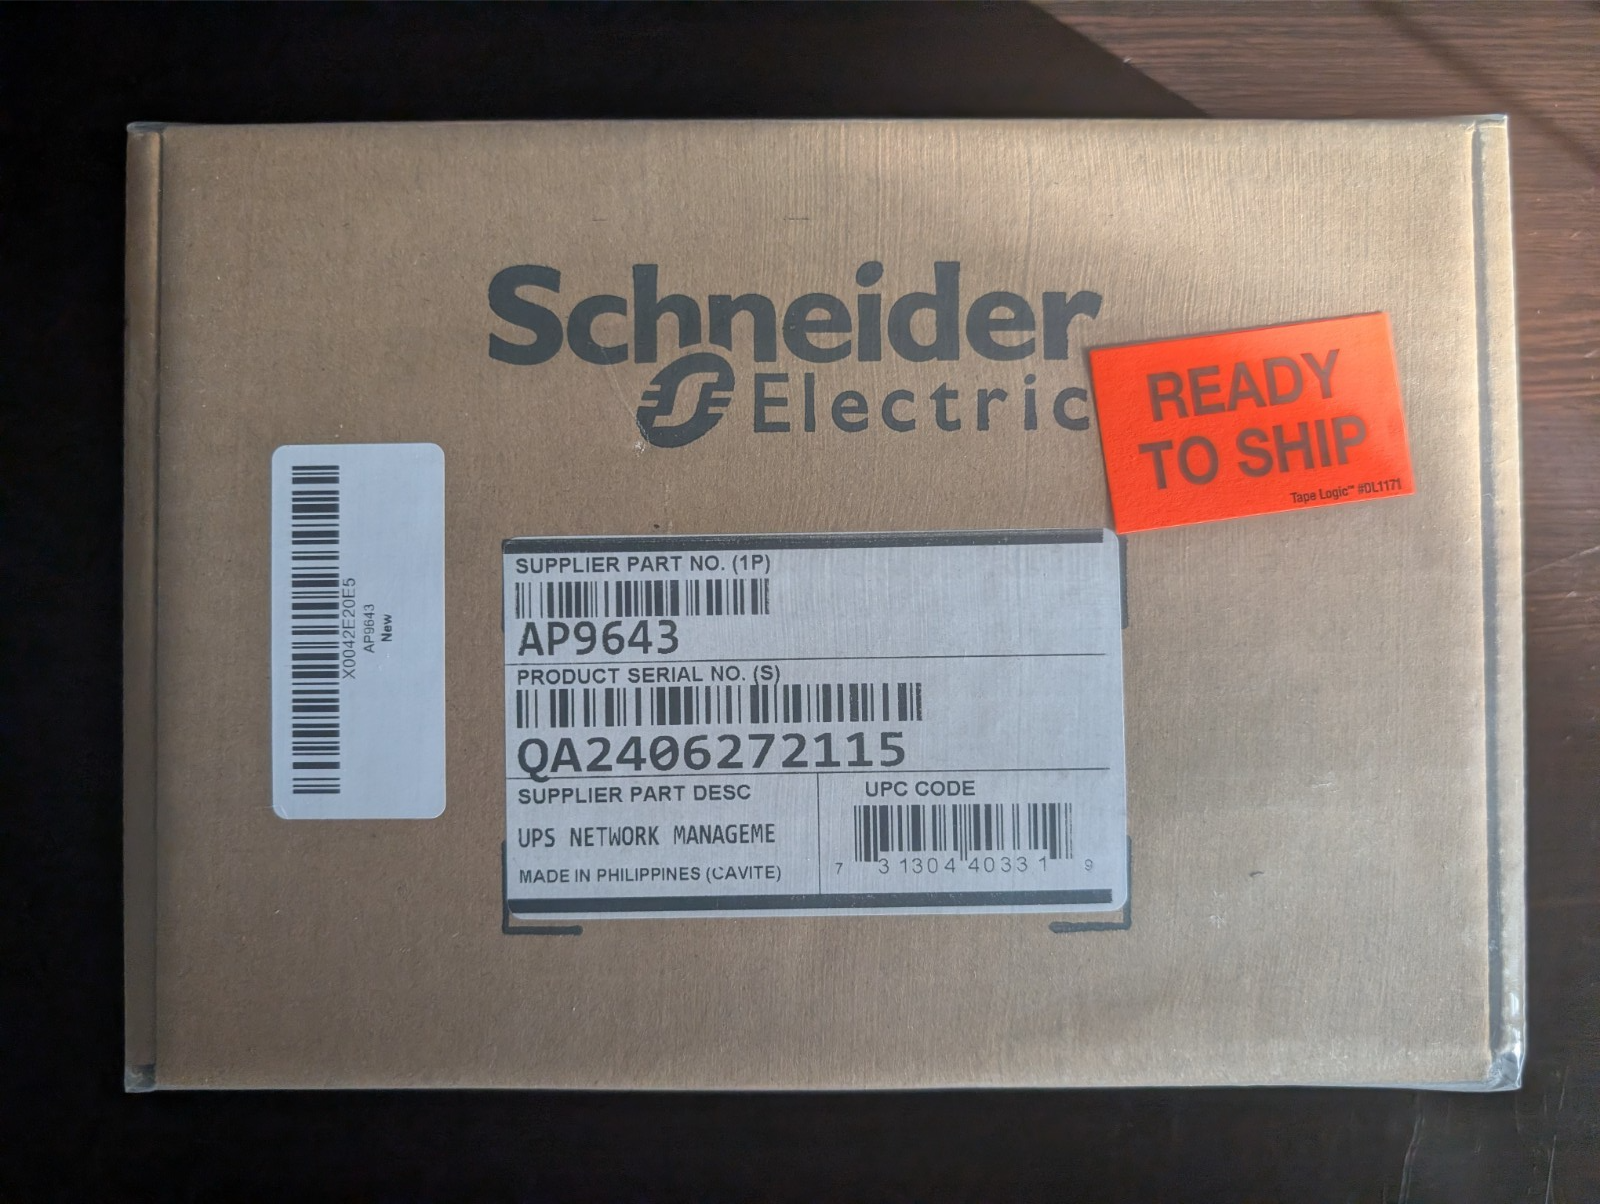 Schneider
Electric
READY
TO SHIP
Tape Logic™ #DL1171
X0042E20E5
AP9643
New
SUPPLIER PART NO. (1P)
AP9643
PRODUCT SERIAL NO. (S)
QA2406272115
SUPPLIER PART DESC
UPS NETWORK MANAGEME
MADE IN PHILIPPINES (CAVITE)
UPC CODE
7 31304 40331 9